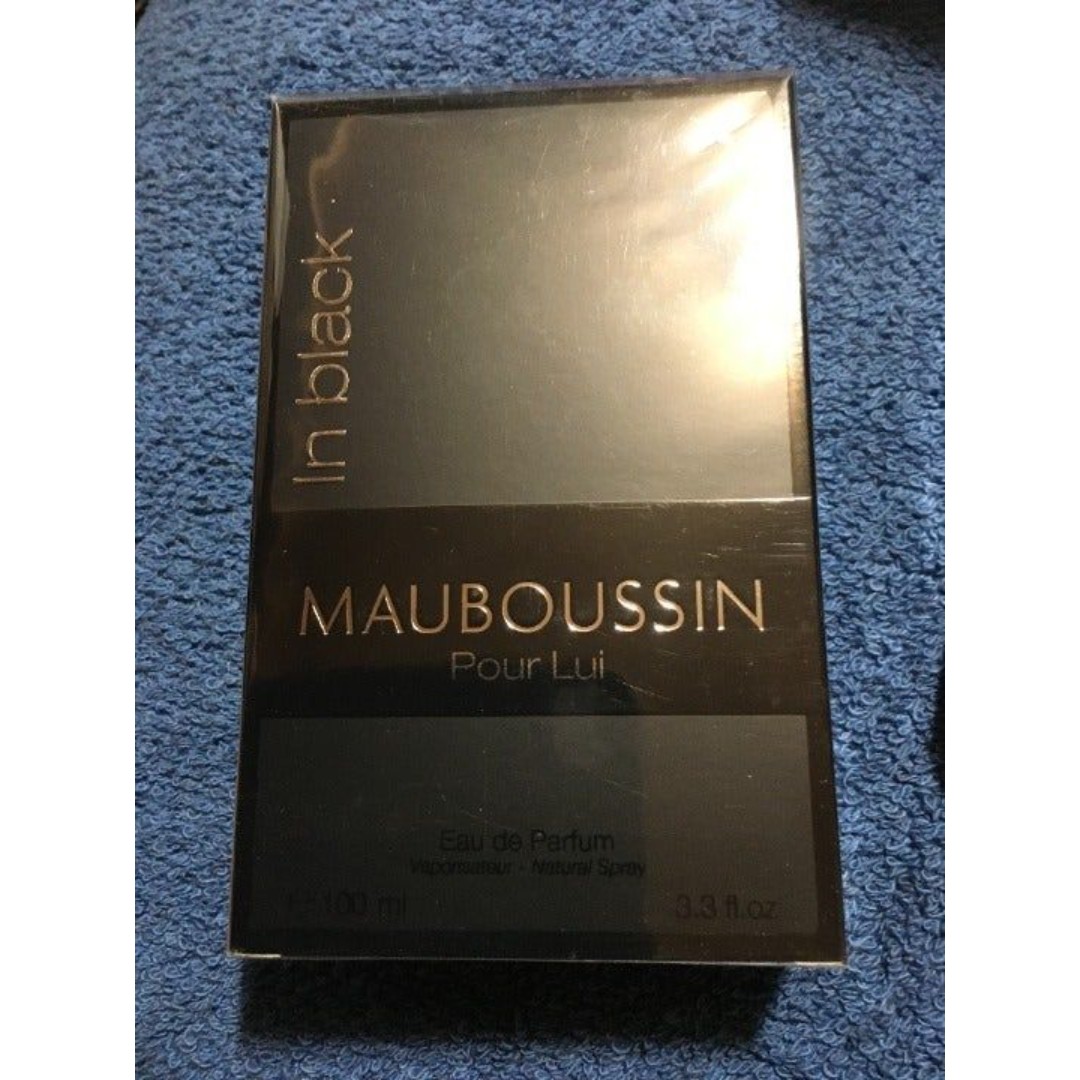 In black
MAUBOUSSIN
Pour Lui
Eau de Parfum
Vaporisateur - Natural Spray
100 ml
3.3 fl.oz